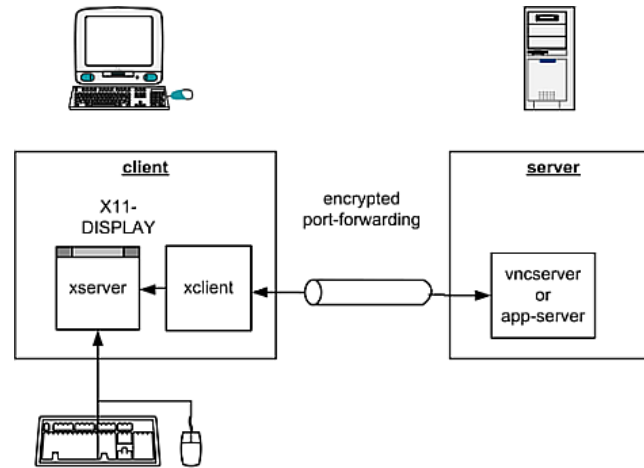 client
server
X11-
DISPLAY
encrypted
port-forwarding
xserver
xclient
vncserver
or
app-server